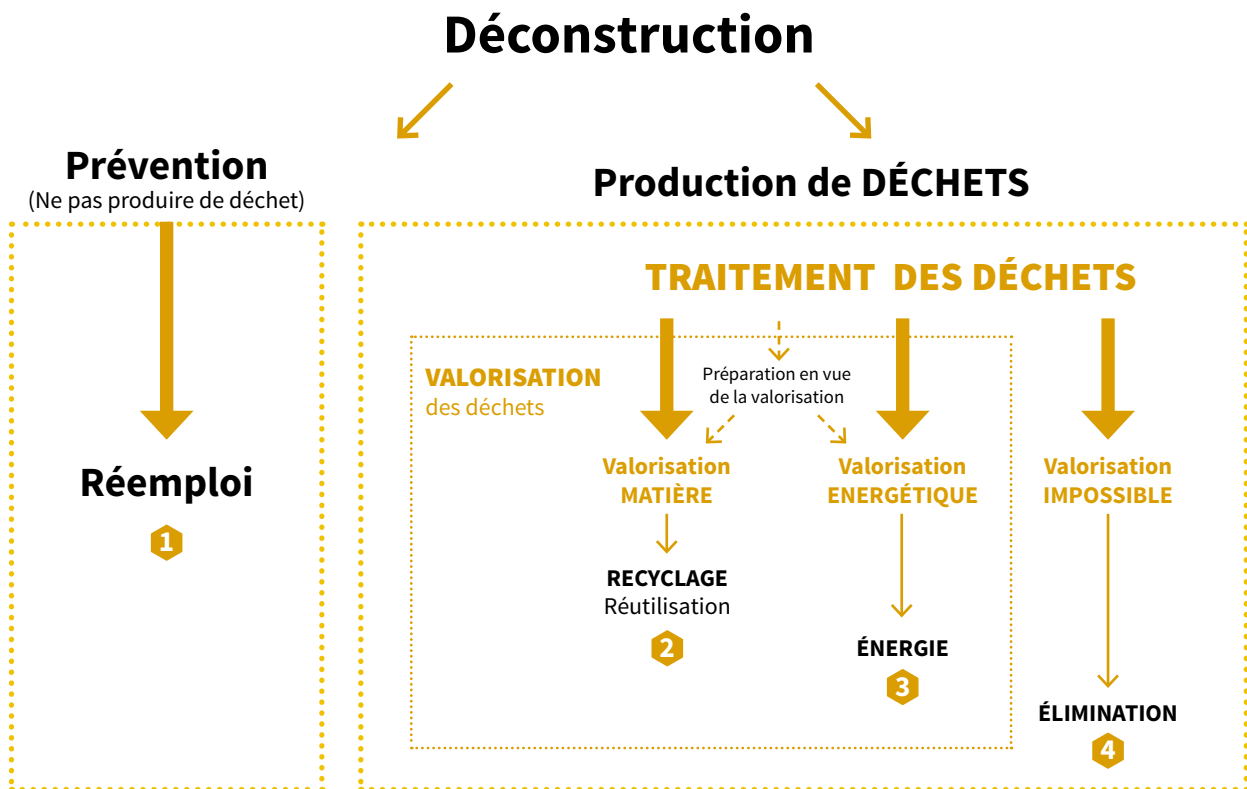 Déconstruction
Prévention
(Ne pas produire de déchet)
Réemploi
1
Production de DÉCHETS
TRAITEMENT DES DÉCHETS
VALORISATION
des déchets
Préparation en vue
de la valorisation
Valorisation
MATIÈRE
RECYCLAGE
Réutilisation
2
Valorisation
ENERGÉTIQUE
ÉNERGIE
3
Valorisation
IMPOSSIBLE
ÉLIMINATION
4